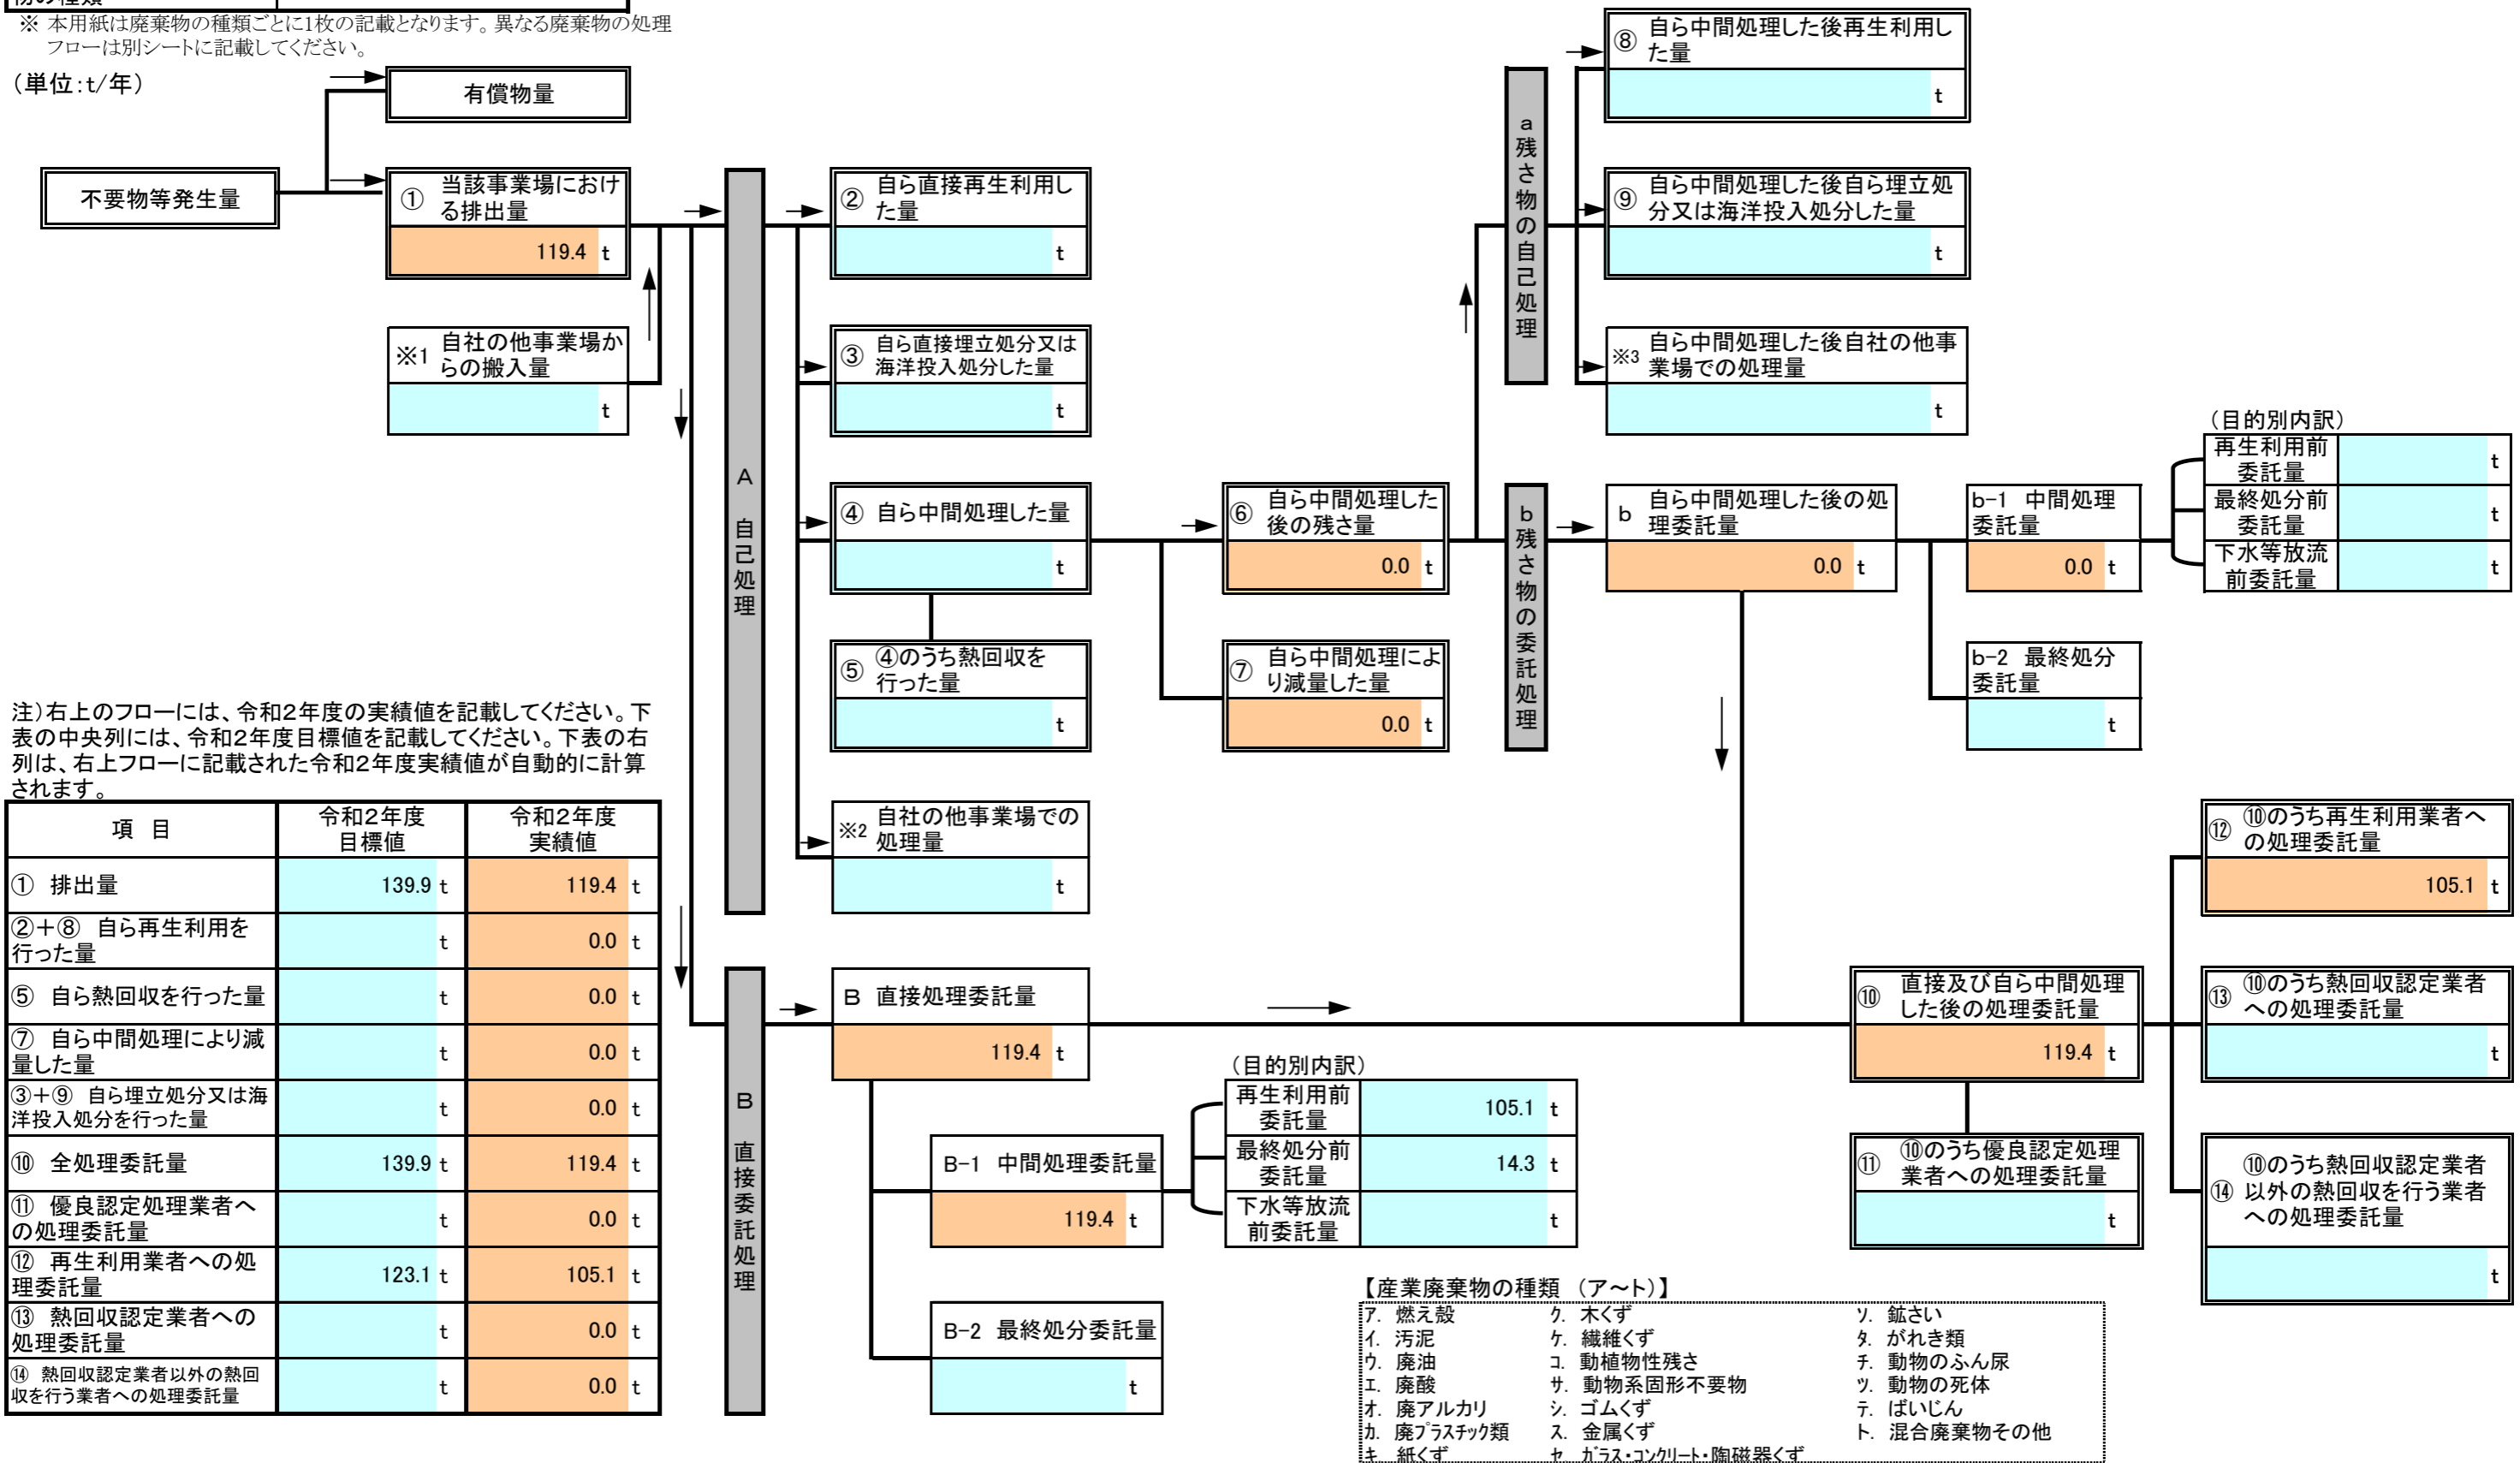 ※ 本用紙は廃棄物の種類ごとに1枚の記載となります。異なる廃棄物の処理
フローは別シートに記載してください。
(単位:t/年)
有償物量
不要物等発生量
① 当該事業場におけ
る排出量
119.4 t
※1 自社の他事業場か
らの搬入量
t
A 自己処理
② 自ら直接再生利用し
た量
t
③ 自ら直接埋立処分又は
海洋投入処分した量
t
④ 自ら中間処理した量
t
⑤ ④のうち熱回収を
行った量
t
※2 自社の他事業場での
処理量
t
⑥ 自ら中間処理した
後の残さ量
0.0 t
⑦ 自ら中間処理によ
り減量した量
0.0 t
a残さ物の自己処理
⑧ 自ら中間処理した後再生利用し
た量
t
⑨ 自ら中間処理した後自ら埋立処
分又は海洋投入処分した量
t
※3 自ら中間処理した後自社の他事
業場での処理量
t
b残さ物の委託処理
b 自ら中間処理した後の処
理委託量
0.0 t
b-1 中間処理
委託量
0.0 t
b-2 最終処分
委託量
t
(目的別内訳)
再生利用前
委託量
t
最終処分前
委託量
t
下水等放流
前委託量
t
注)右上のフローには、令和2年度の実績値を記載してください。下
表の中央列には、令和2年度目標値を記載してください。下表の右
列は、右上フローに記載された令和2年度実績値が自動的に計算
されます。
項 目
令和2年度
目標値
令和2年度
実績値
① 排出量 139.9 t 119.4 t
②+⑧ 自ら再生利用を
行った量
t 0.0 t
⑤ 自ら熱回収を行った量 t 0.0 t
⑦ 自ら中間処理により減
量した量
t 0.0 t
③+⑨ 自ら埋立処分又は海
洋投入処分を行った量
t 0.0 t
⑩ 全処理委託量 139.9 t 119.4 t
⑪ 優良認定処理業者へ
の処理委託量
t 0.0 t
⑫ 再生利用業者への処
理委託量
123.1 t 105.1 t
⑬ 熱回収認定業者への
処理委託量
t 0.0 t
⑭ 熱回収認定業者以外の熱回
収を行う業者への処理委託量
t 0.0 t
B 直接委託処理
B 直接処理委託量
119.4 t
B-1 中間処理委託量
119.4 t
B-2 最終処分委託量
t
(目的別内訳)
再生利用前
委託量
105.1 t
最終処分前
委託量
14.3 t
下水等放流
前委託量
t
⑩ 直接及び自ら中間処理
した後の処理委託量
119.4 t
⑪ ⑩のうち優良認定処理
業者への処理委託量
t
⑫ ⑩のうち再生利用業者へ
の処理委託量
105.1 t
⑬ ⑩のうち熱回収認定業者
への処理委託量
t
⑭ ⑩のうち熱回収認定業者
以外の熱回収を行う業者
への処理委託量
t
【産業廃棄物の種類 (ア~ト)】
ア. 燃え殻 ク. 木くず ソ. 鉱さい
イ. 汚泥 ケ. 繊維くず タ. がれき類
ウ. 廃油 コ. 動植物性残さ チ. 動物のふん尿
エ. 廃酸 サ. 動物系固形不要物 ツ. 動物の死体
オ. 廃アルカリ シ. ゴムくず テ. ばいじん
カ. 廃プラスチック類 ス. 金属くず ト. 混合廃棄物その他
キ 紙くず セ ガラス・コンクリート・陶磁器くず